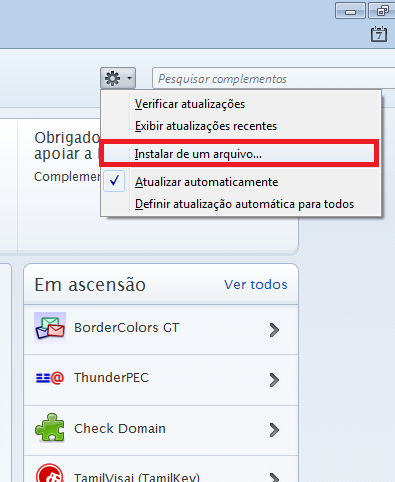 7
Pesquisar complementos
Verificar atualizações
Exibir atualizações recentes
Instalar de um arquivo...
Atualizar automaticamente
Definir atualização automática para todos
Obrigado
apoiar a
Complemen
Em ascensão
Ver todos
BorderColors GT
ThunderPEC
Check Domain
TamilVisai (TamilKey)